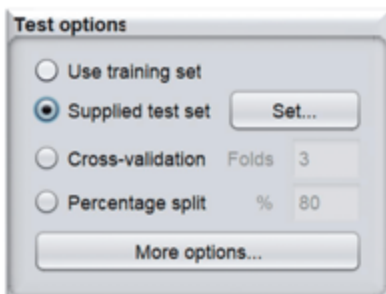 Test options
Use training set
Supplied test set Set...
Cross-validation Folds 3
Percentage split % 80
More options...